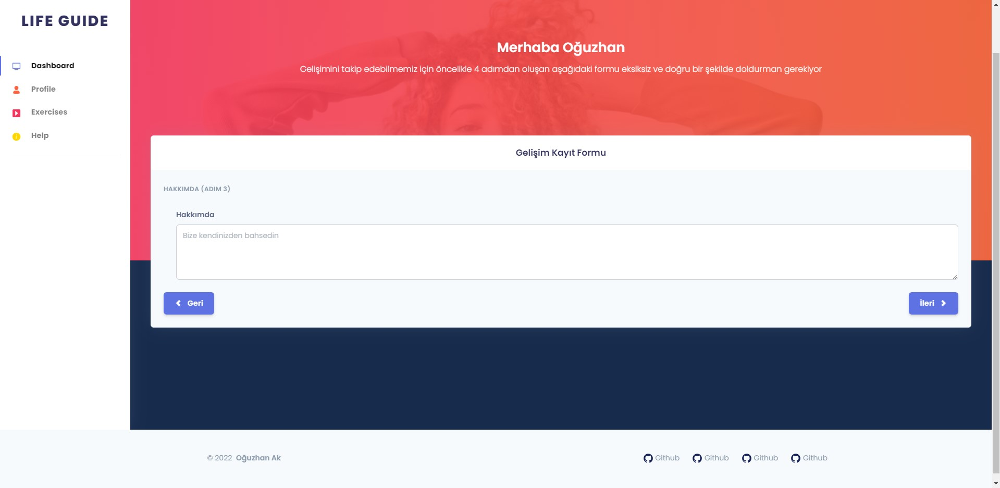 LIFE GUIDE
Dashboard
Profile
Exercises
Help
Merhaba Oğuzhan
Gelişimini takip edebilmemiz için öncelikle 4 adımdan oluşan aşağıdaki formu eksiksiz ve doğru bir şekilde doldurman gerekiyor
Gelişim Kayıt Formu
HAKKIMDA (ADIM 3)
Hakkımda
Bize kendinizden bahsedin
Geri
İleri
© 2022 Oğuzhan Ak
Github Github Github Github